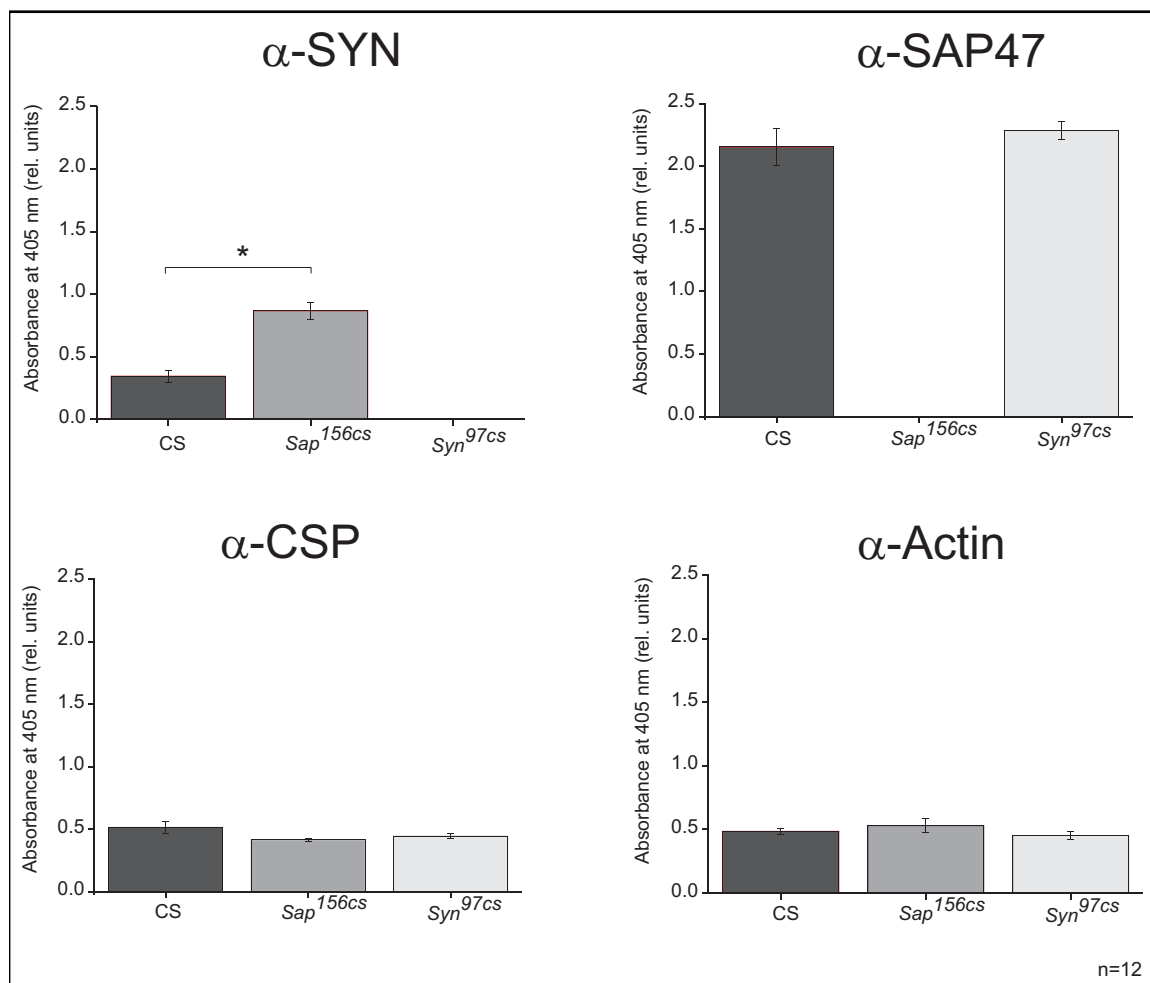 α-SYN
Absorbance at 405 nm (rel. units)
2.5
2.0
1.5
1.0
0.5
0.0
*
CS
Sap156cs
Syn97cs
α-SAP47
Absorbance at 405 nm (rel. units)
2.5
2.0
1.5
1.0
0.5
0.0
CS
Sap156cs
Syn97cs
α-CSP
Absorbance at 405 nm (rel. units)
2.5
2.0
1.5
1.0
0.5
0.0
CS
Sap156cs
Syn97cs
α-Actin
Absorbance at 405 nm (rel. units)
2.5
2.0
1.5
1.0
0.5
0.0
CS
Sap156cs
Syn97cs
n=12